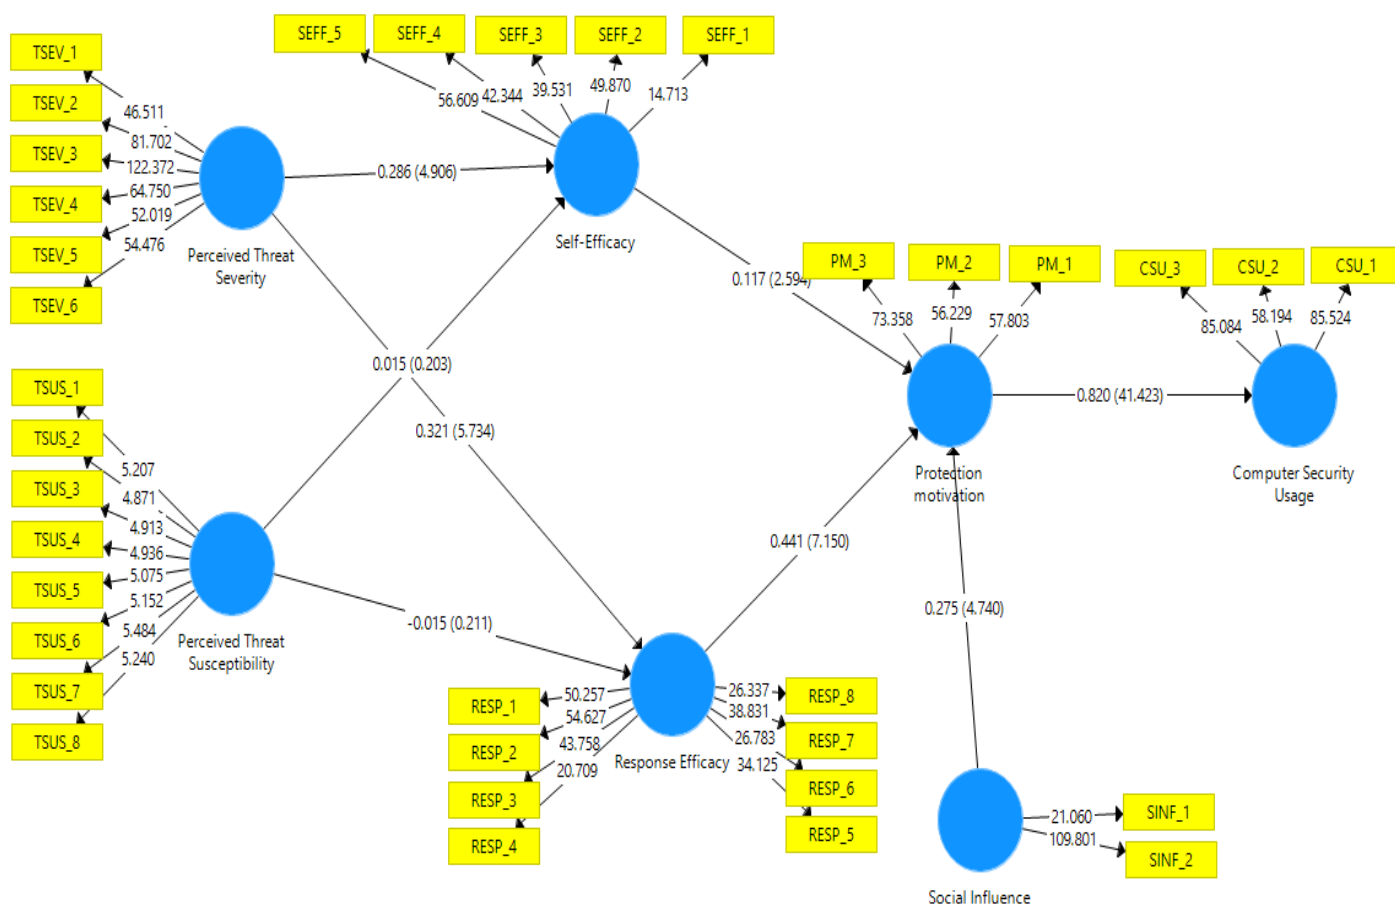 SEFF_5
SEFF_4
SEFF_3
SEFF_2
SEFF_1
56.609
42.344
39.531
49.870
14.713
Self-Efficacy
TSEV_1
TSEV_2
TSEV_3
TSEV_4
TSEV_5
TSEV_6
46.511
81.702
122.372
64.750
52.019
54.476
Perceived Threat
Severity
0.286 (4.906)
0.015 (0.203)
0.321 (5.734)
0.117 (2.594)
PM_3
PM_2
PM_1
73.358
56.229
57.803
Protection
motivation
0.820 (41.423)
CSU_3
CSU_2
CSU_1
85.084
58.194
85.524
Computer Security
Usage
TSUS_1
TSUS_2
TSUS_3
TSUS_4
TSUS_5
TSUS_6
TSUS_7
TSUS_8
5.207
4.871
4.913
4.936
5.075
5.152
5.484
5.240
Perceived Threat
Susceptibility
-0.015 (0.211)
0.441 (7.150)
0.275 (4.740)
RESP_1
RESP_2
RESP_3
RESP_4
50.257
54.627
43.758
20.709
Response Efficacy
26.337
38.831
26.783
34.125
RESP_8
RESP_7
RESP_6
RESP_5
21.060
109.801
SINF_1
SINF_2
Social Influence